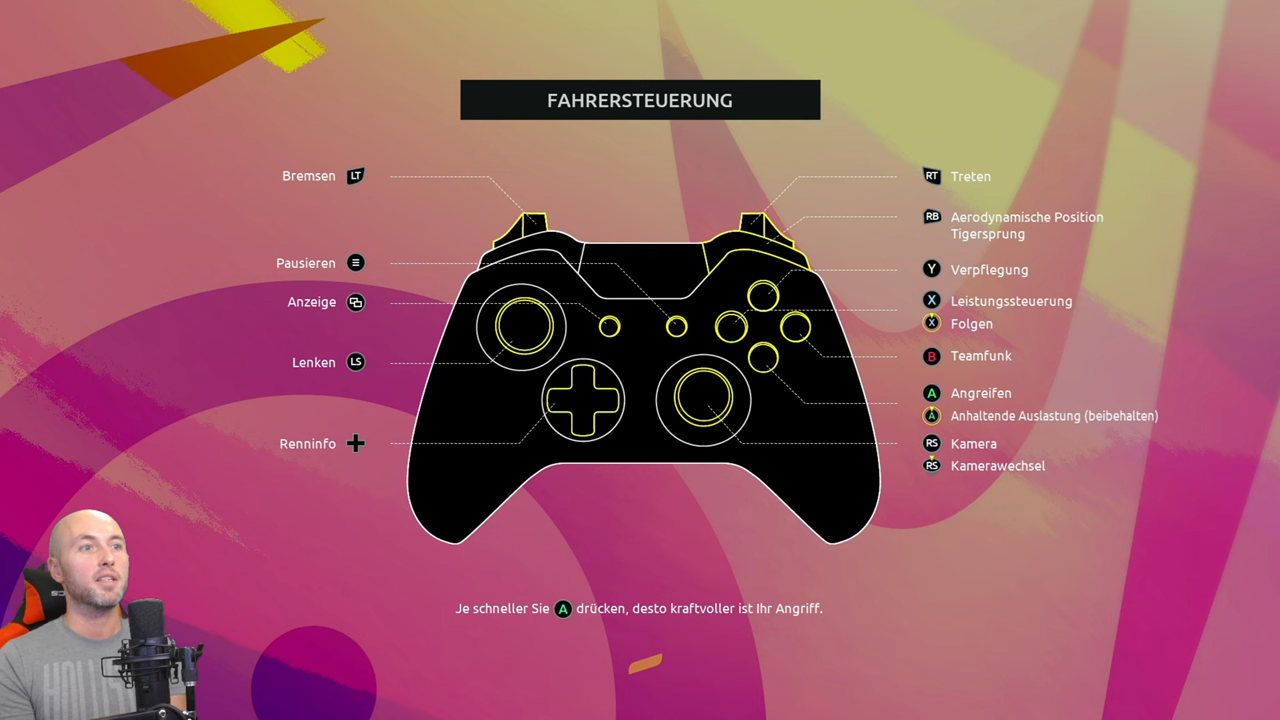 FAHRERSTEUERUNG
Bremsen LT
Pausieren
Anzeige
Lenken LS
Renninfo
RT Treten
RB Aerodynamische Position
Tigersprung
Y Verpflegung
X Leistungssteuerung
X Folgen
B Teamfunk
A Angreifen
A Anhaltende Auslastung (beibehalten)
RS Kamera
RS Kamerawechsel
Je schneller Sie A drücken, desto kraftvoller ist Ihr Angriff.